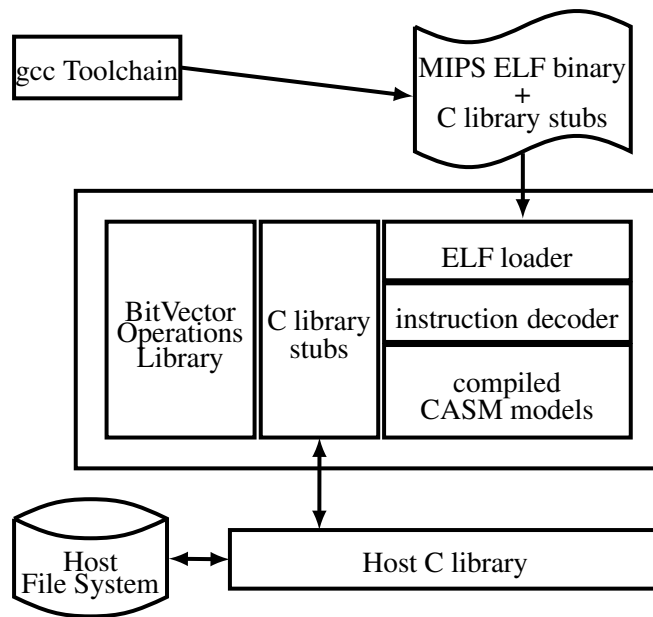 gcc Toolchain
MIPS ELF binary
+
C library stubs
BitVector
Operations
Library
C library
stubs
ELF loader
instruction decoder
compiled
CASM models
Host
File System
Host C library